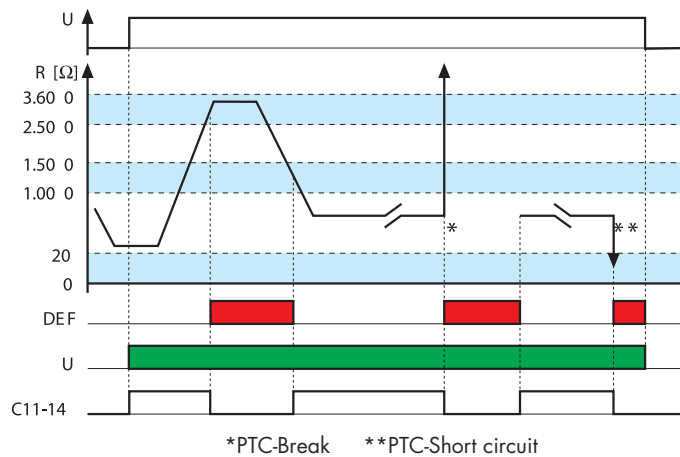 U
R [Ω]
3.60 0
2.50 0
1.50 0
1.00 0
*
**
20
0
DEF
U
C11-14
*PTC-Break **PTC-Short circuit